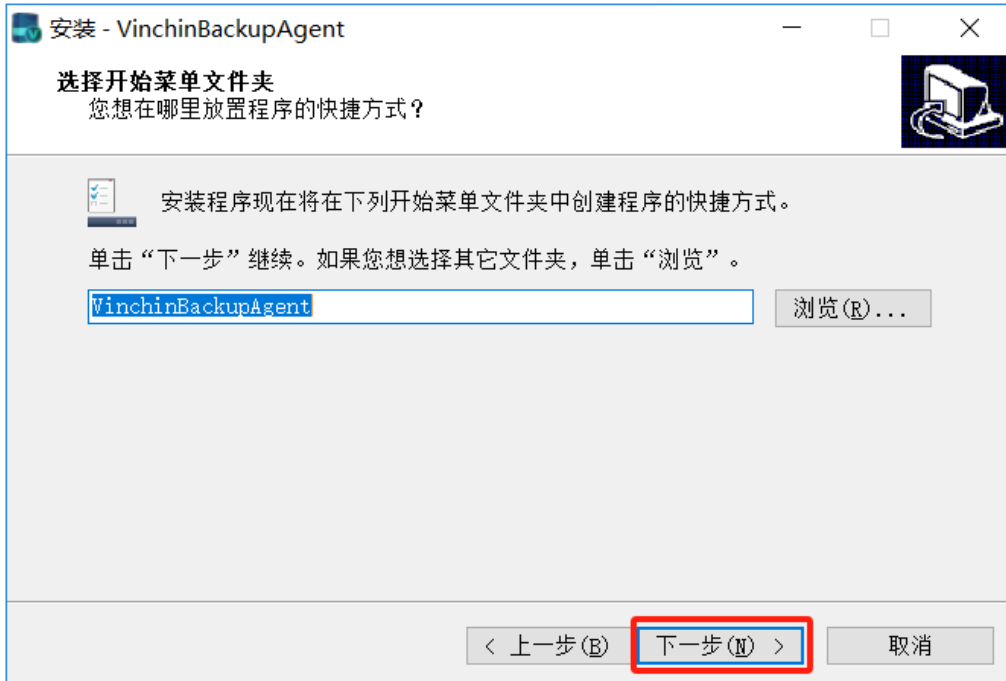 安装 - VinchinBackupAgent
选择开始菜单文件夹
您想在哪里放置程序的快捷方式？
安装程序现在将在下列开始菜单文件夹中创建程序的快捷方式。
单击“下一步”继续。如果您想选择其它文件夹，单击“浏览”。
VinchinBackupAgent
浏览(R)...
< 上一步(B)
下一步(N) >
取消